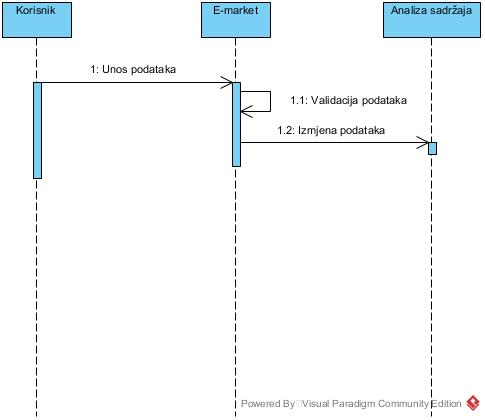 Korisnik
E-market
Analiza sadržaja
1: Unos podataka
1.1: Validacija podataka
1.2: Izmjena podataka
Powered By Visual Paradigm Community Edition